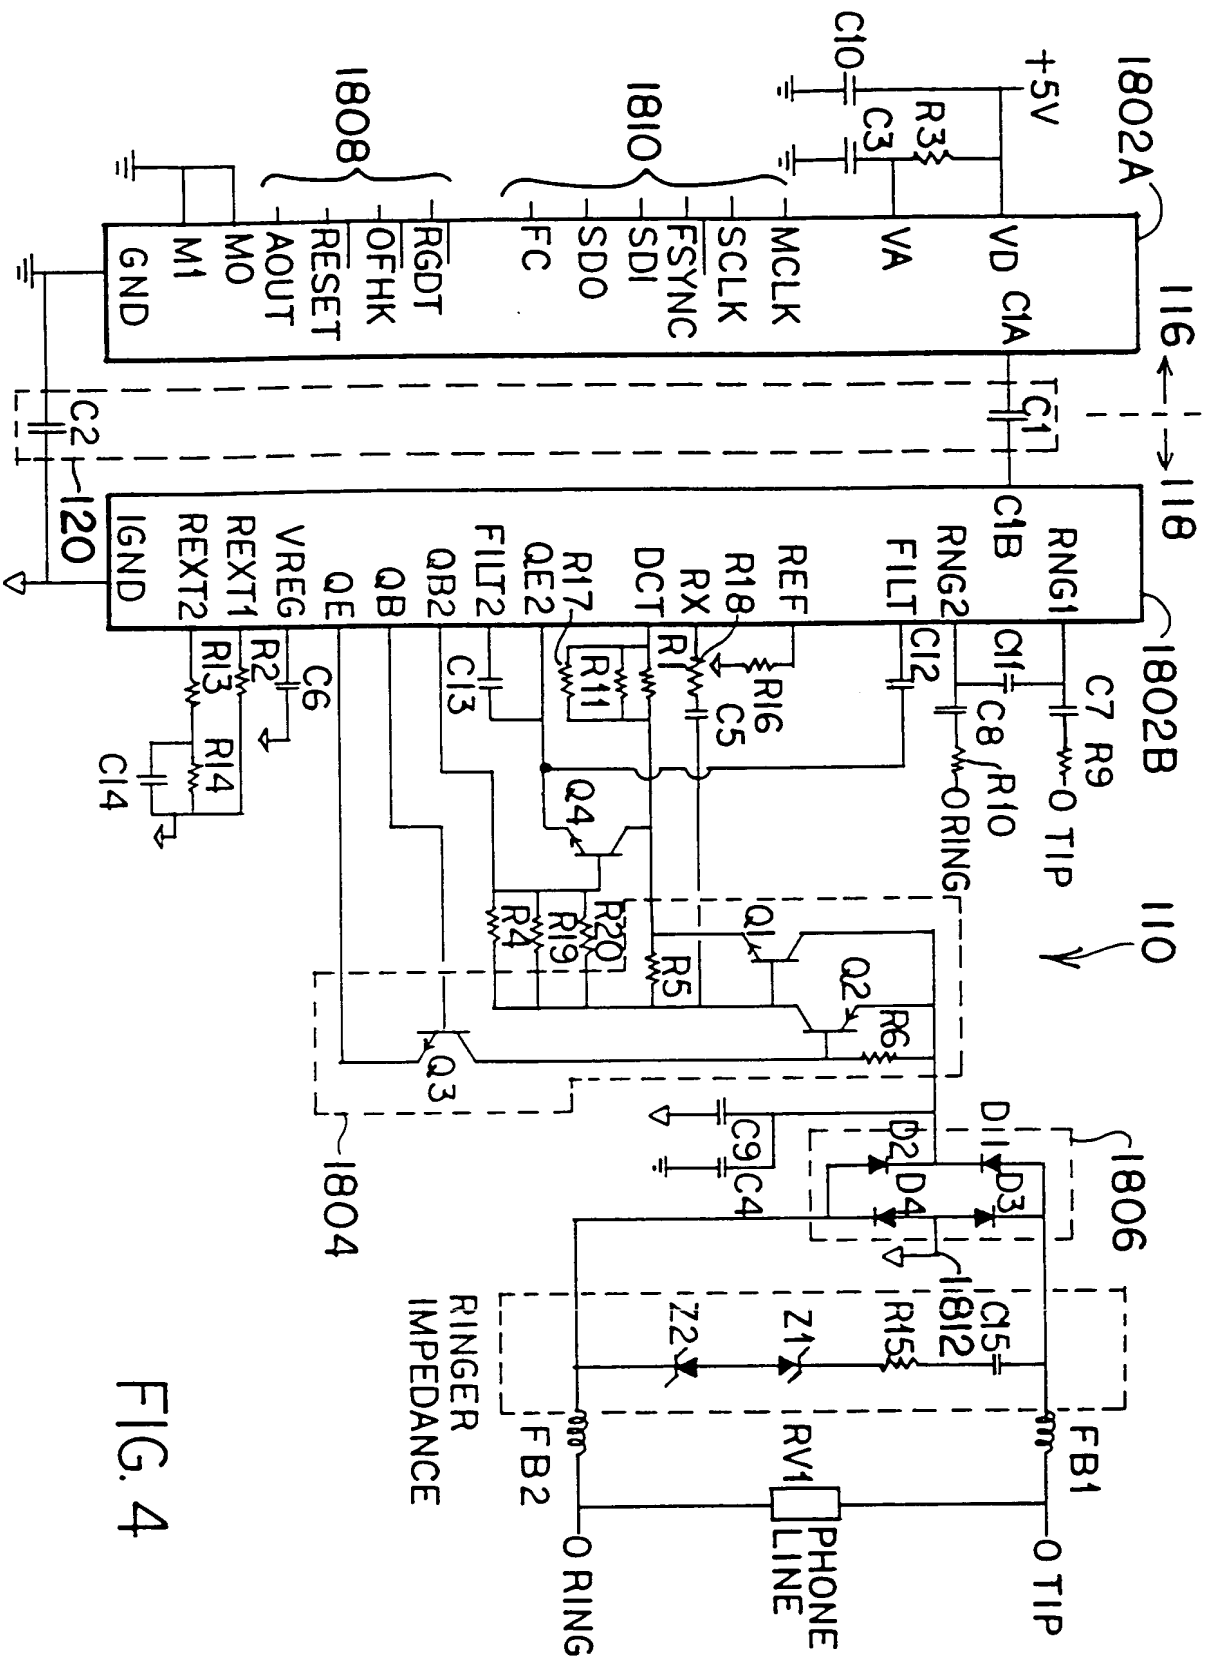 1802A
116
118
1802B
110
+5V
C10
R3
C3
VD
VA
C1A
MCLK
SCLK
FSYNC
SDI
SDO
FC
1810
RGDT
OFHK
RESET
AOUT
1808
M0
M1
GND
C1
C2
120
RNG1
C1B
RNG2
FILT
REF
R18
RX
DCT
R17
QE2
FILT2
QB2
QB
QE
VREG
REXT1
REXT2
IGND
C7
R9
O TIP
C11
C8
R10
O RING
C12
R16
R1
C5
R11
C13
Q4
C6
R2
R13
R14
C14
Q1
Q2
R6
R5
R20
R19
R4
Q3
1804
C9
C4
D1
D2
D3
D4
1806
1812
C15
R15
Z1
Z2
RINGER
IMPEDANCE
FB1
FB2
RV1
PHONE
LINE
O TIP
O RING
FIG. 4